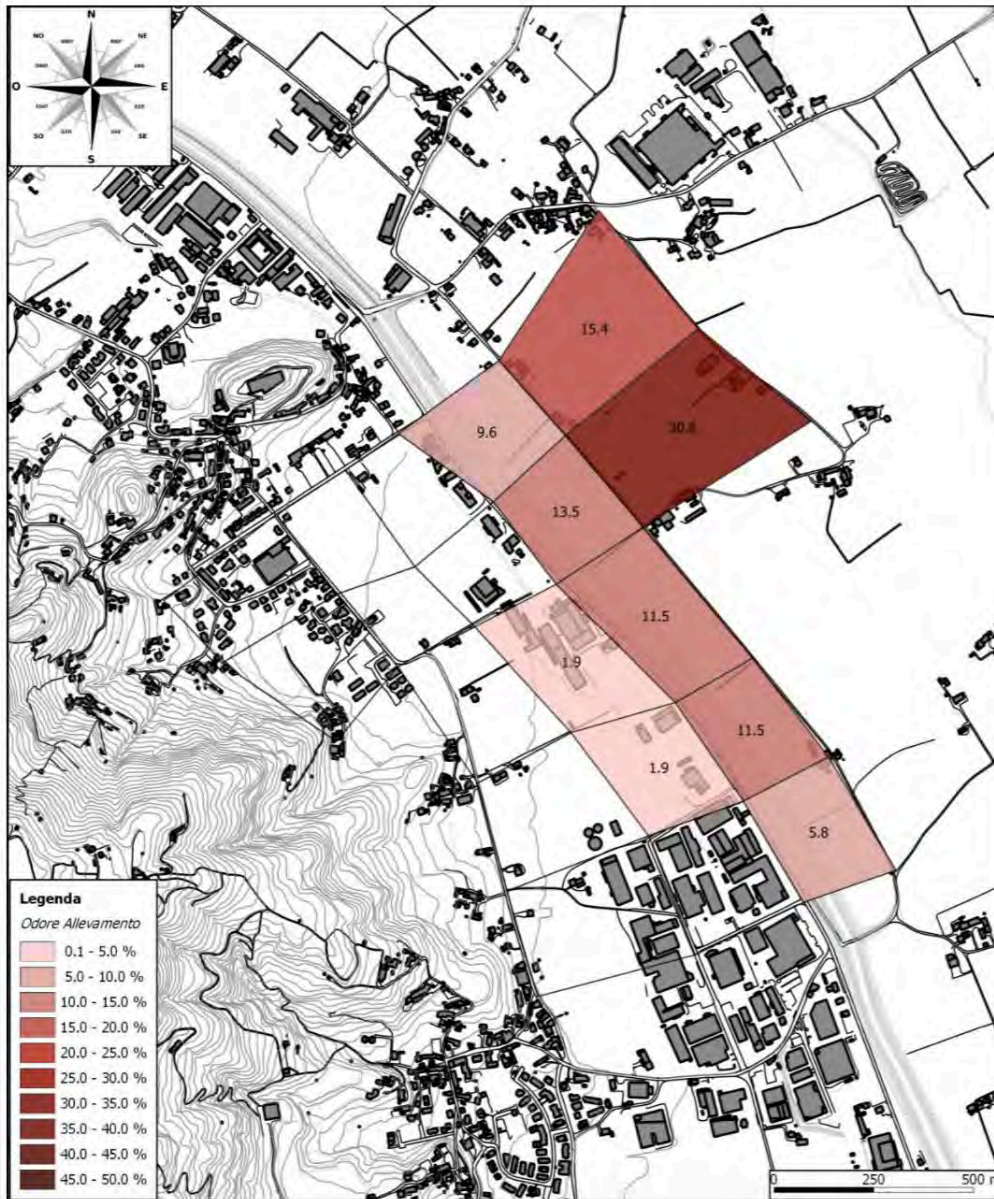 N
NO
NE
O
E
SO
SE
S
15.4
9.6
30.8
13.5
11.5
1.9
11.5
1.9
5.8
Legenda
Odore Allevamento
0.1 - 5.0 %
5.0 - 10.0 %
10.0 - 15.0 %
15.0 - 20.0 %
20.0 - 25.0 %
25.0 - 30.0 %
30.0 - 35.0 %
35.0 - 40.0 %
40.0 - 45.0 %
45.0 - 50.0 %
0 250 500 m